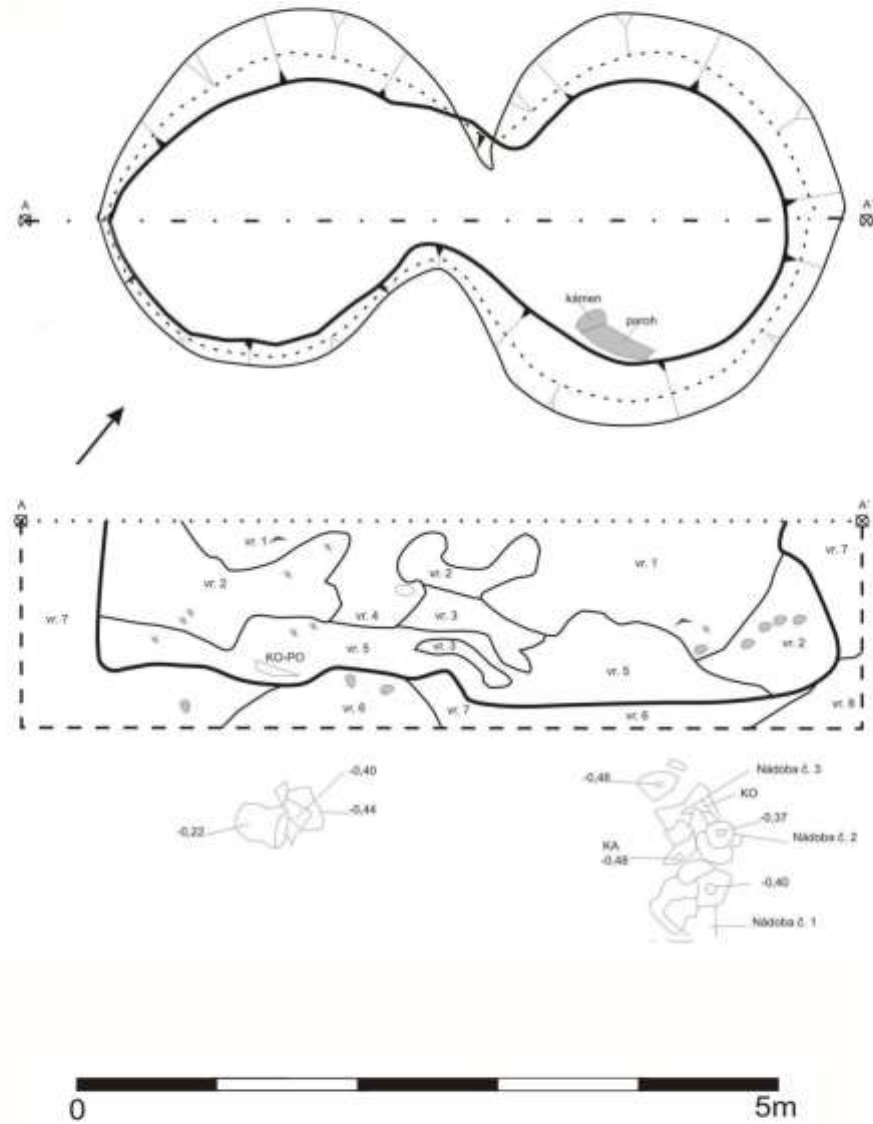 A A'
kámen
paroh
A A'
vr. 1
vr. 2
vr. 1
vr. 7
vr. 2
vr. 7
vr. 4
vr. 3
vr. 5
vr. 3
vr. 2
KO-PO
vr. 5
vr. 6
vr. 7
vr. 6
vr. 8
-0,40
-0,44
-0,22
-0,48
Nádoba č. 3
KO
-0,37
Nádoba č. 2
KA
-0,48
-0,40
Nádoba č. 1
0 5m